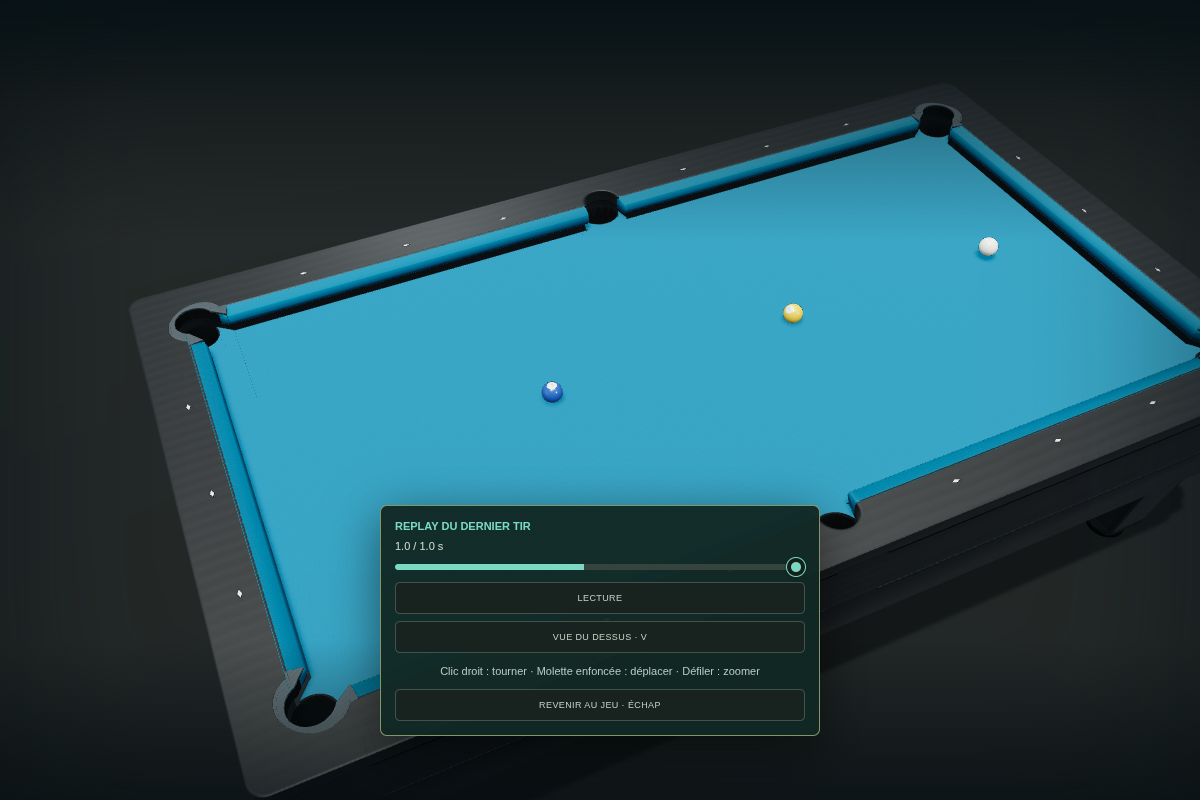 REPLAY DU DERNIER TIR
1.0 / 1.0 s
LECTURE
VUE DU DESSUS · V
Clic droit : tourner · Molette enfoncée : déplacer · Défiler : zoomer
REVENIR AU JEU · ÉCHAP